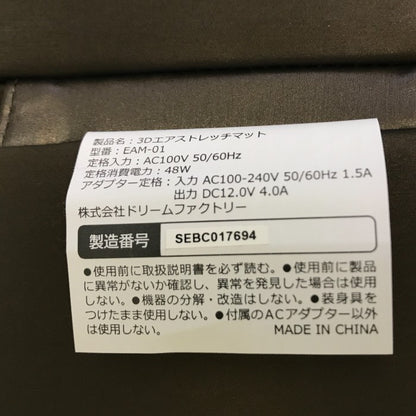 製品名：3Dエアストレッチマット
型番：EAM-01
定格入力：AC100V 50/60Hz
定格消費電力：48W
アダプター定格：入力 AC100-240V 50/60Hz 1.5A
出力 DC12.0V 4.0A
株式会社ドリームファクトリー
製造番号 SEBC017694
●使用前に取扱説明書を必ず読む。●使用前に製品
に異常がないか確認し、異常を発見した場合は使用
しない。●機器の分解・改造はしない。●装身具を
つけたまま使用しない。●付属のACアダプター以外
は使用しない。 MADE IN CHINA